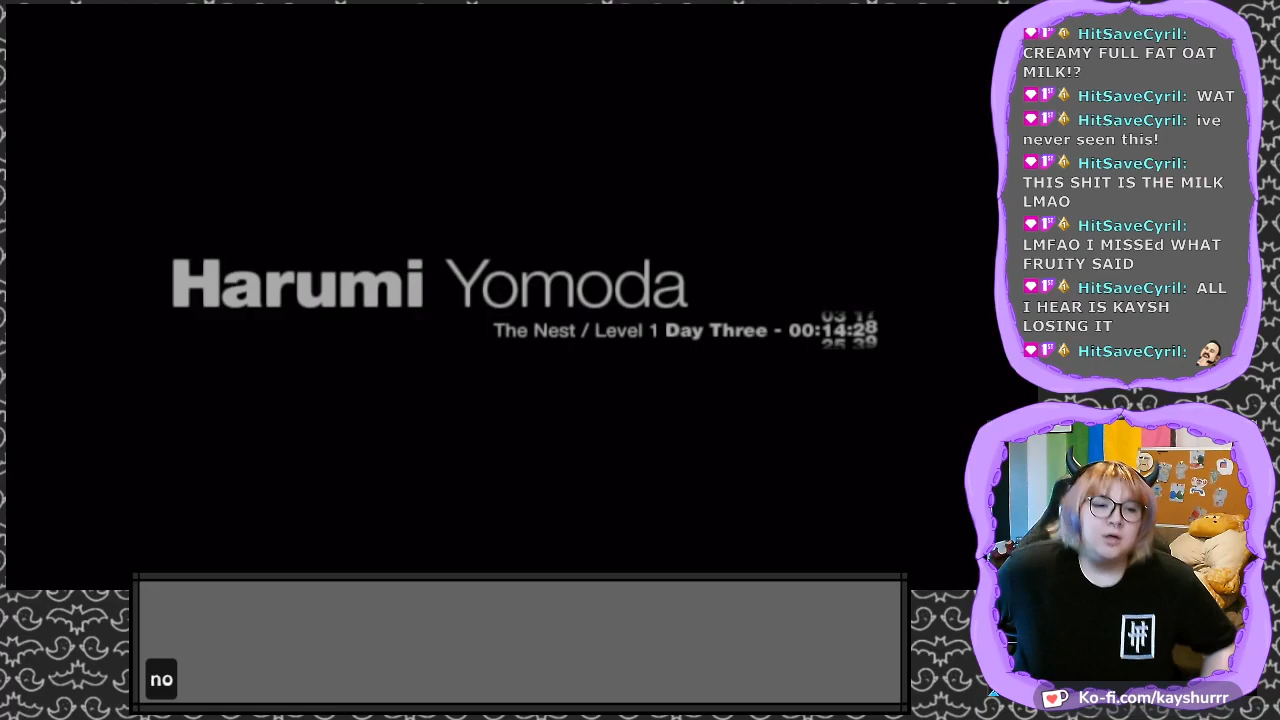 Harumi Yomoda
The Nest / Level 1 Day Three - 00:14:28
HitSaveCyril:
CREAMY FULL FAT OAT
MILK!?
HitSaveCyril: WAT
HitSaveCyril: ive
never seen this!
HitSaveCyril:
THIS SHIT IS THE MILK
LMAO
HitSaveCyril:
LMFAO I MISSEd WHAT
FRUITY SAID
HitSaveCyril: ALL
I HEAR IS KAYSH
LOSING IT
HitSaveCyril:
no
Ko-fi.com/kayshurrr